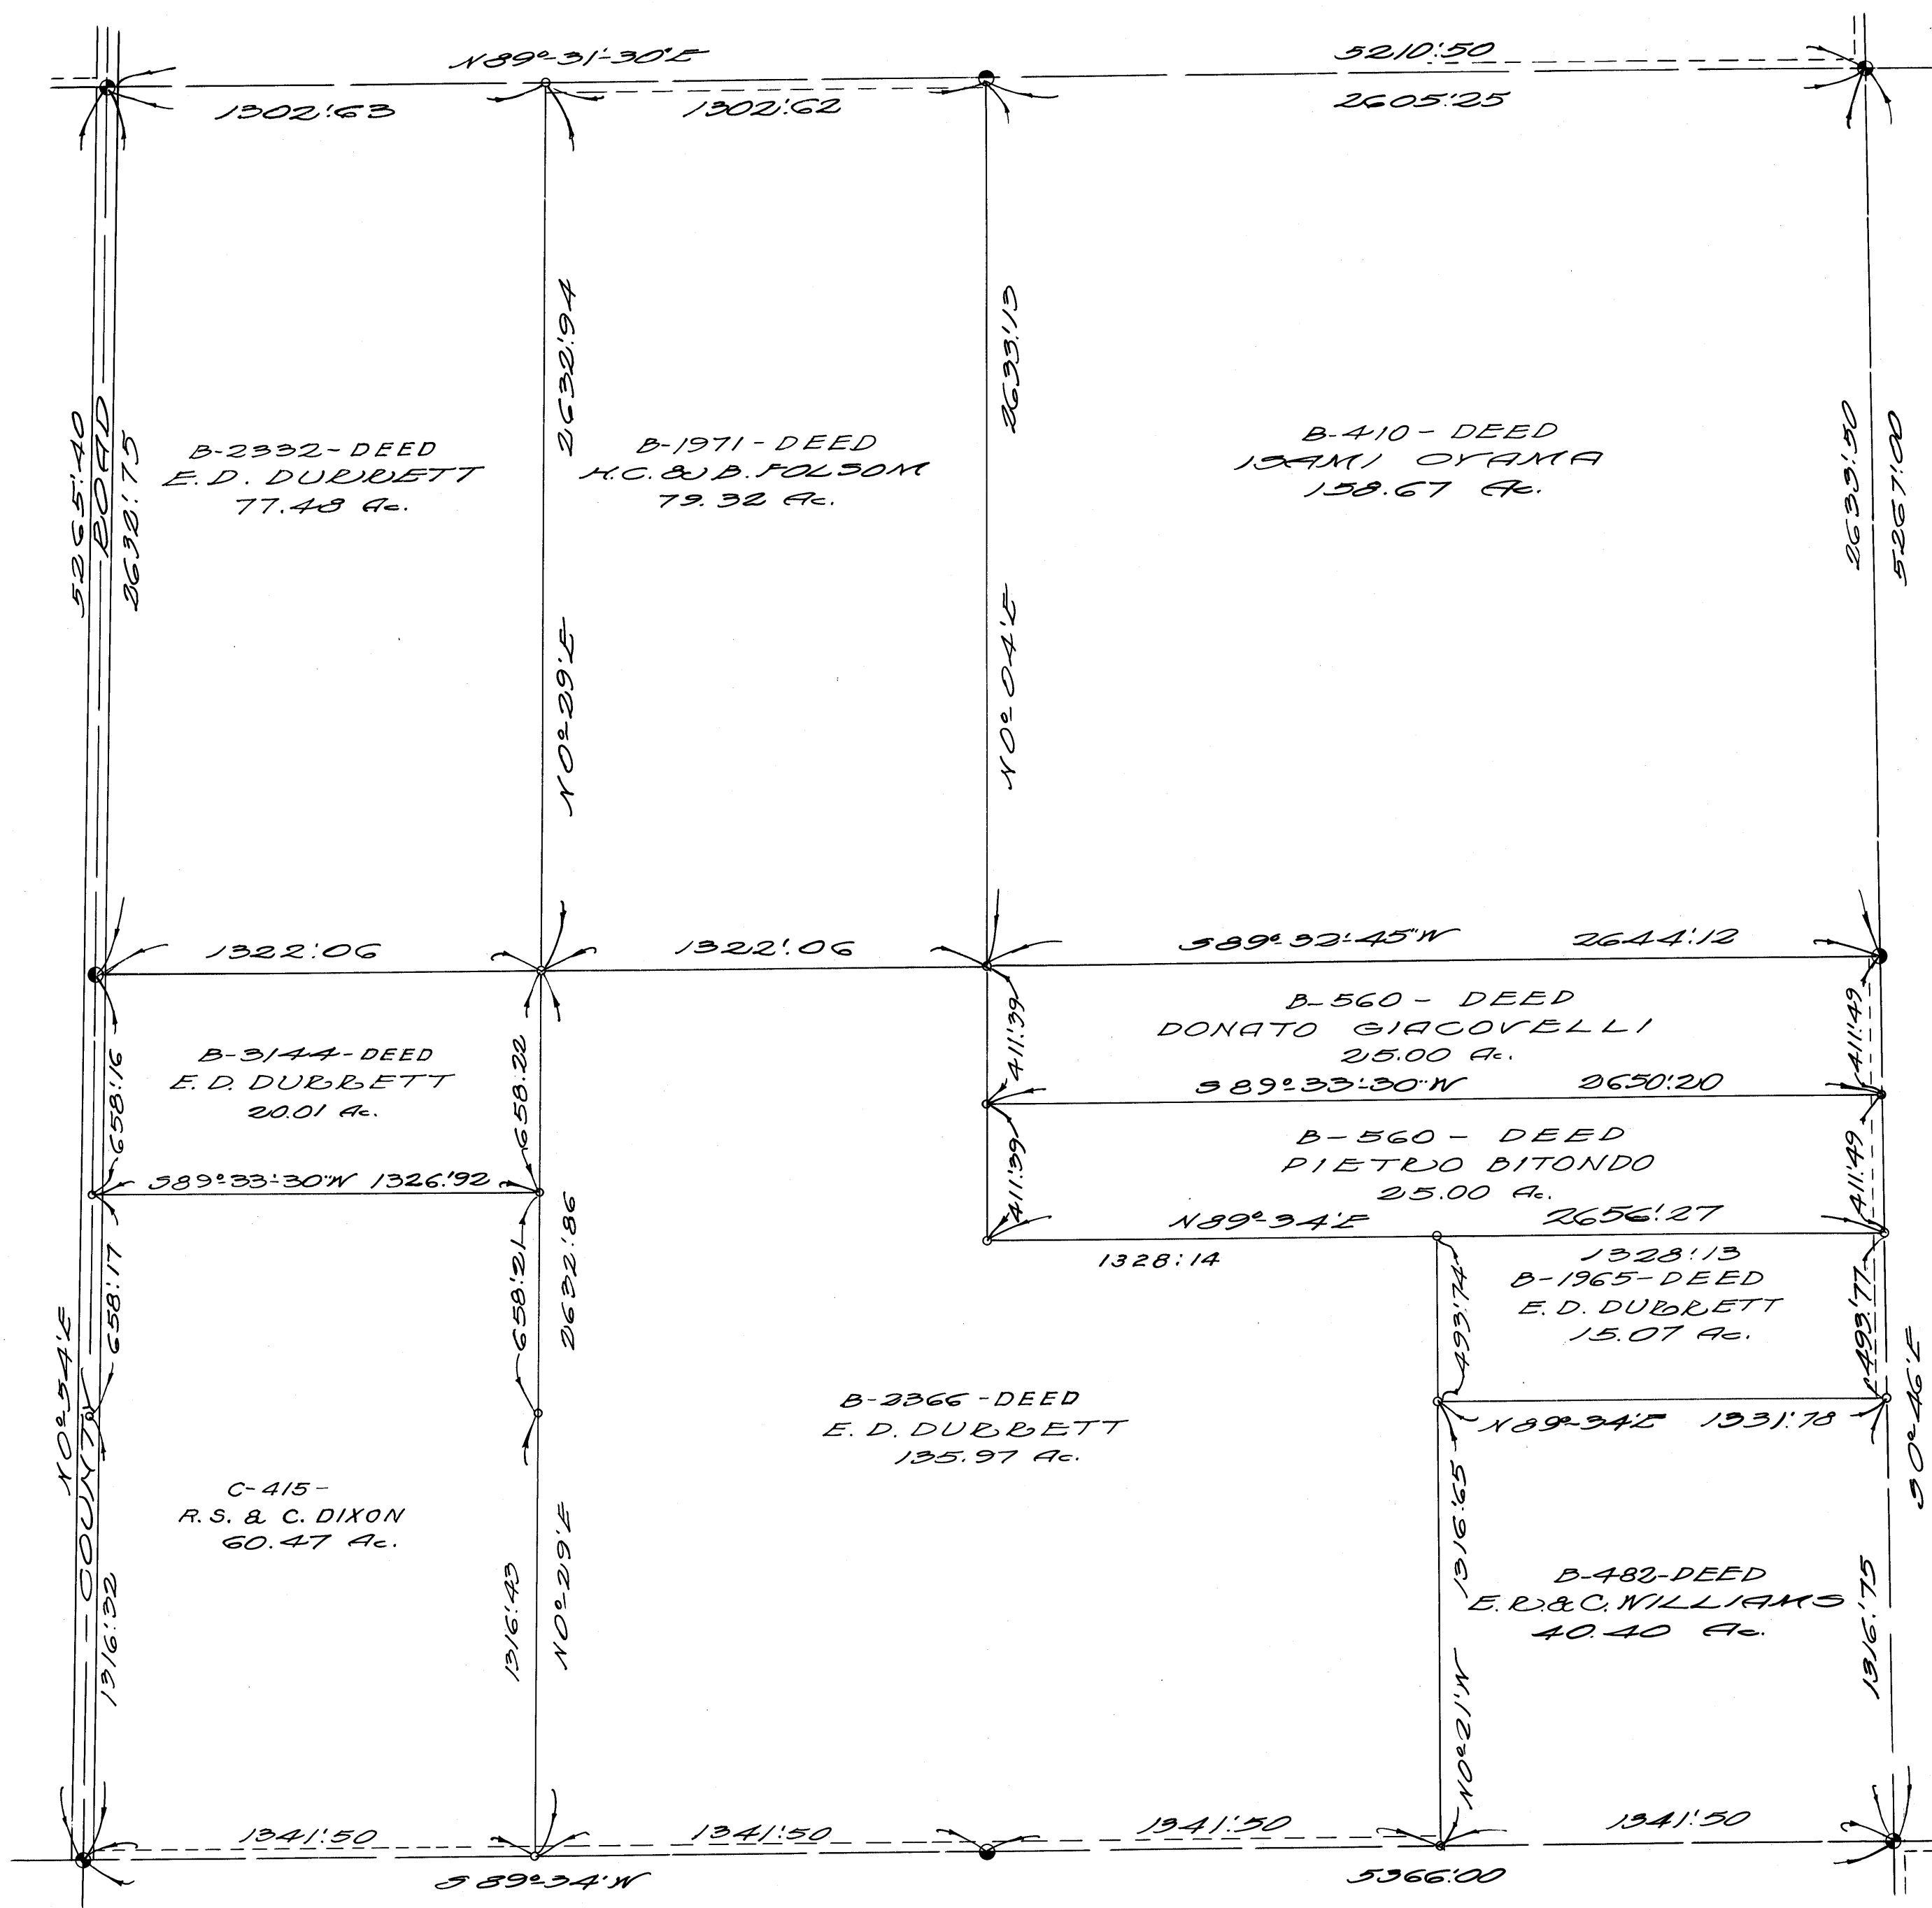 N89°-31'-30"E
5210'.50
1302'.63
1302'.62
2605'.25
5265'.40
ROAD
2632'.75
B-2332-DEED
E. D. DURRETT
77.48 Ac.
2632'.94
N0°-29'E
B-1971-DEED
H.C. & B. FOLSOM
79.32 Ac.
2633'.13
N0°-04'E
B-410-DEED
ISAMI OYAMA
158.67 Ac.
2633'.50
5267'.00
1322'.06
1322'.06
S89°-32'-45"W
2644'.12
658'.16
B-3144-DEED
E. D. DURRETT
20.01 Ac.
658'.22
411'.39
B-560-DEED
DONATO GIACOVELLI
25.00 Ac.
411'.49
S89°-33'-30"W
2650'.20
411'.39
B-560-DEED
PIETRO BITONDO
25.00 Ac.
411'.49
S89°-33'-30"W 1326'.92
N89°-34'E
2656'.27
1328'.14
1328'.13
658'.17
658'.21
2632'.86
493'.74
B-1965-DEED
E. D. DURRETT
15.07 Ac.
493'.77
N0°-54'E
COUNTY
B-2366-DEED
E. D. DURRETT
135.97 Ac.
N89°-34'E 1331'.78
S0°-46'E
C-415-
R.S. & C. DIXON
60.47 Ac.
1316'.32
1316'.43
N0°-29'E
1316'.65
N0°-21'W
B-482-DEED
E.R. & C. WILLIAMS
40.40 Ac.
1316'.75
1341'.50
1341'.50
1341'.50
1341'.50
S89°-34'W
5366'.00